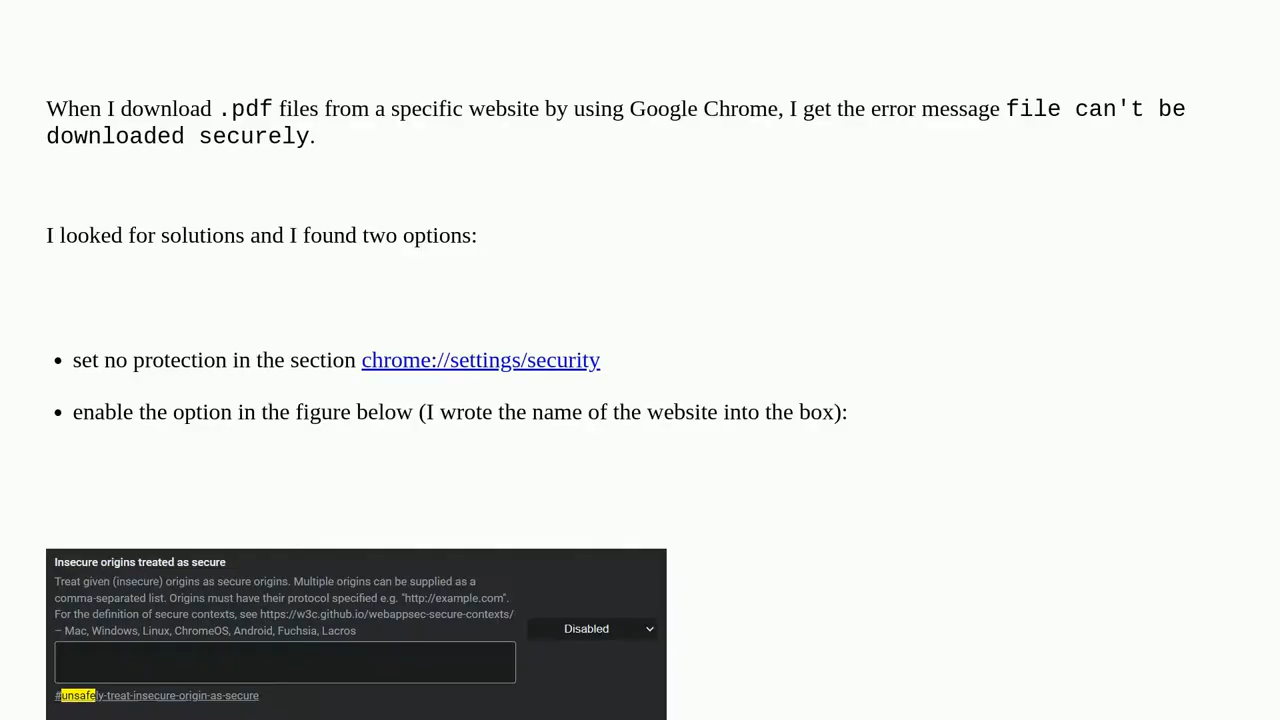 When I download .pdf files from a specific website by using Google Chrome, I get the error message file can't be
downloaded securely.
I looked for solutions and I found two options:
• set no protection in the section chrome://settings/security
• enable the option in the figure below (I wrote the name of the website into the box):
Insecure origins treated as secure
Treat given (insecure) origins as secure origins. Multiple origins can be supplied as a
comma-separated list. Origins must have their protocol specified e.g. "http://example.com".
For the definition of secure contexts, see https://w3c.github.io/webappsec-secure-contexts/
– Mac, Windows, Linux, ChromeOS, Android, Fuchsia, Lacros
Disabled
#unsafely-treat-insecure-origin-as-secure